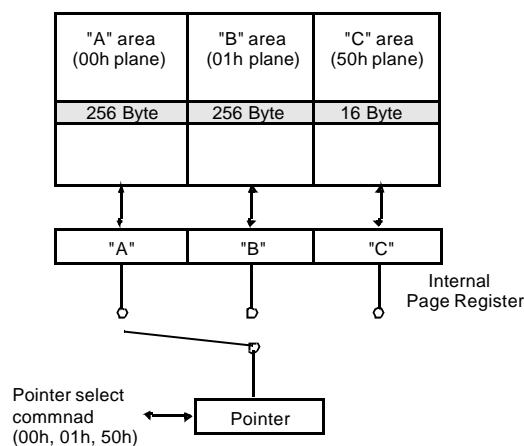 "A" area
(00h plane)
"B" area
(01h plane)
"C" area
(50h plane)
256 Byte
256 Byte
16 Byte
"A"
"B"
"C"
Internal
Page Register
Pointer select
commnad
(00h, 01h, 50h)
Pointer